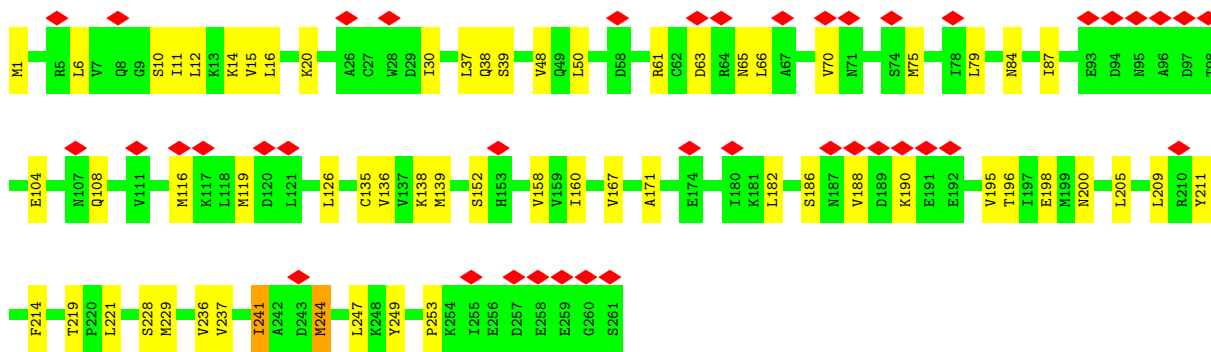 M1 R5 L6 V7 Q8 G9 S10 I11 L12 K13 K14 V15 L16 K20 A26 C27 W28 D29 I30 L37 Q38 S39 V48 Q49 L50 D58 R61 C62 D63 R64 N65 L66 A67 V70 N71 S74 M75 I78 L79 N84 I87 E93 D94 N95 A96 D97 T98
E104 N107 Q108 V111 M116 K117 L118 M119 D120 L121 L126 C135 V136 V137 K138 M139 S152 H153 V158 V159 I160 V167 A171 E174 I180 K181 L182 S186 N187 V188 D189 K190 E191 E192 V195 T196 I197 E198 M199 N200 L205 L209 R210 Y211
F214 T219 P220 L221 S228 M229 V236 V237 I241 A242 D243 M244 L247 K248 Y249 P253 K254 I255 E256 D257 E258 E259 G260 S261